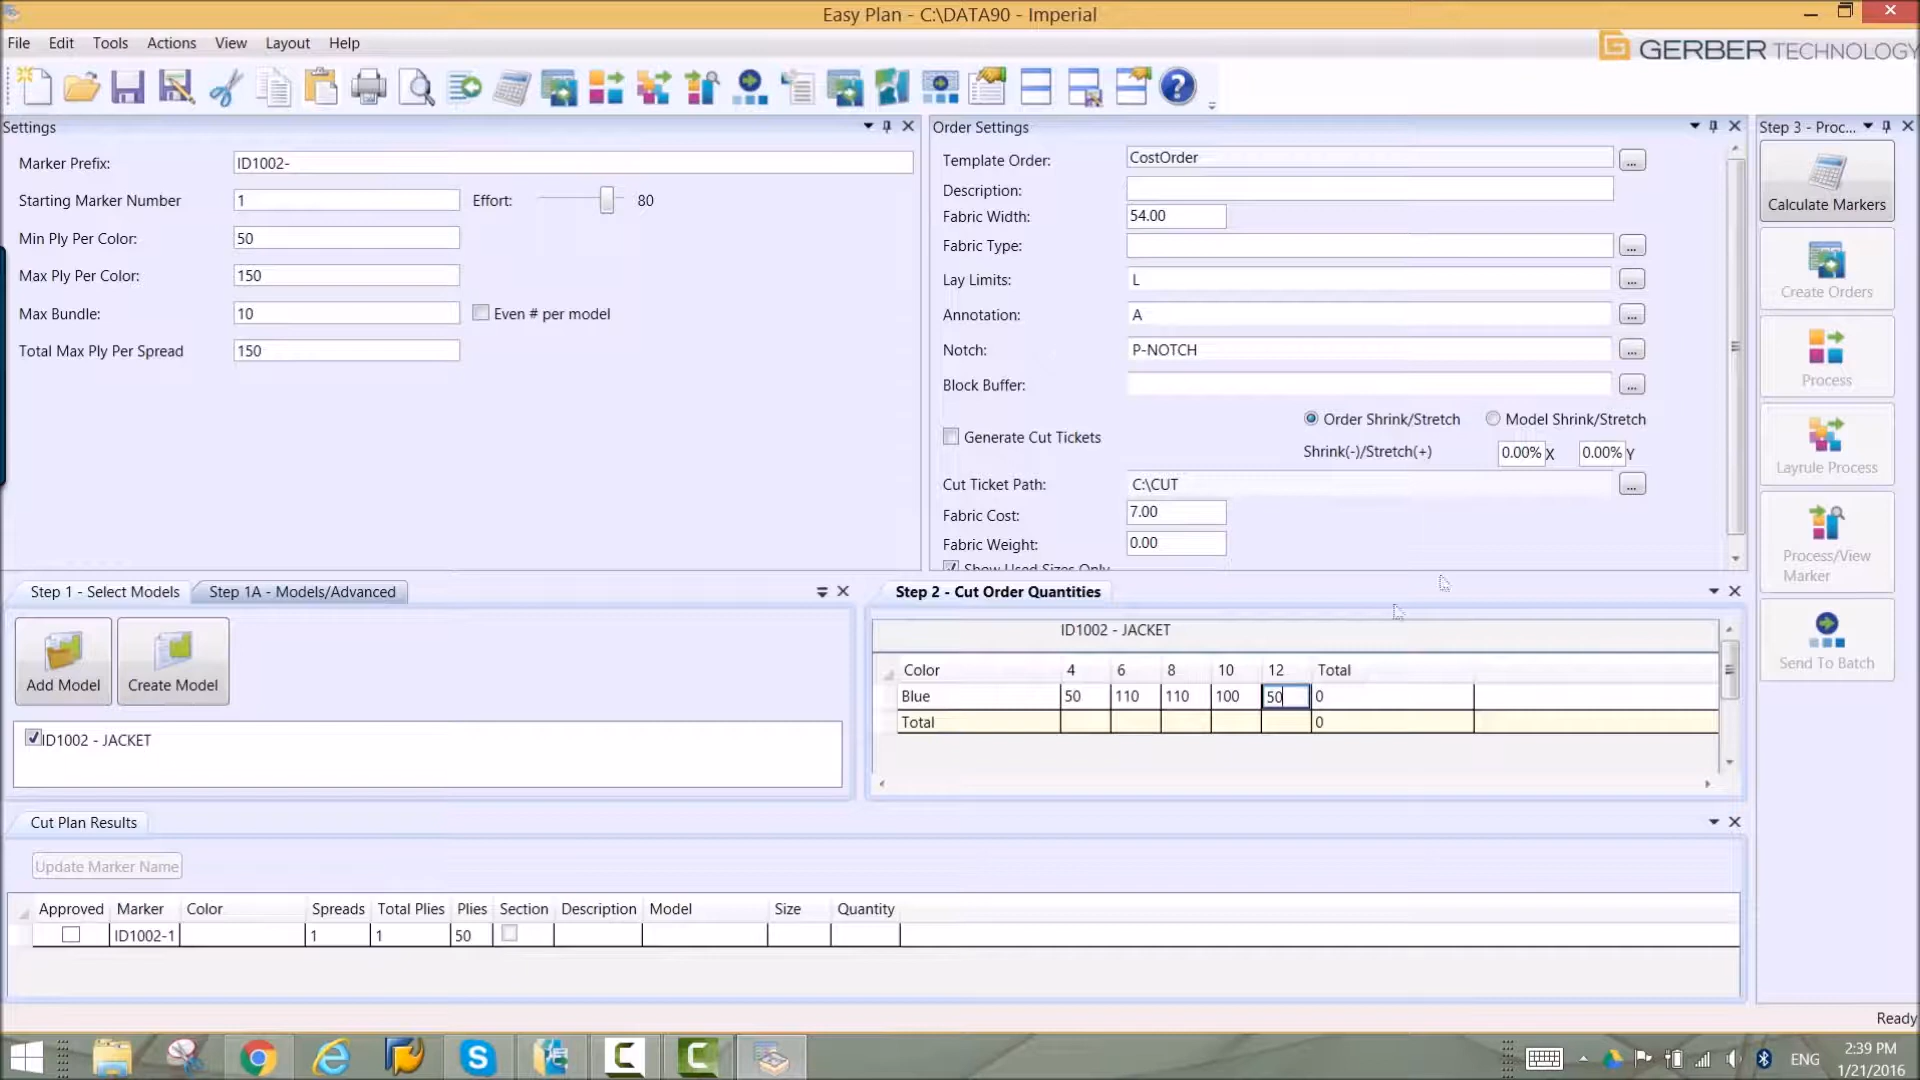 Easy Plan - C:\DATA90 - Imperial
File Edit Tools Actions View Layout Help
GERBER TECHNOLOGY
Settings
Marker Prefix: ID1002-
Starting Marker Number 1 Effort: 80
Min Ply Per Color: 50
Max Ply Per Color: 150
Max Bundle: 10 Even # per model
Total Max Ply Per Spread 150
Order Settings
Template Order: CostOrder ...
Description:
Fabric Width: 54.00
Fabric Type: ...
Lay Limits: L ...
Annotation: A ...
Notch: P-NOTCH ...
Block Buffer: ...
Order Shrink/Stretch Model Shrink/Stretch
Generate Cut Tickets
Shrink(-)/Stretch(+) 0.00% X 0.00% Y
Cut Ticket Path: C:\CUT ...
Fabric Cost: 7.00
Fabric Weight: 0.00
Show Used Sizes Only
Step 3 - Proc...
Calculate Markers
Create Orders
Process
Layrule Process
Process/View
Marker
Send To Batch
Step 1 - Select Models Step 1A - Models/Advanced
Add Model Create Model
ID1002 - JACKET
Step 2 - Cut Order Quantities
ID1002 - JACKET
Color 4 6 8 10 12 Total
Blue 50 110 110 100 50 0
Total 0
Cut Plan Results
Update Marker Name
Approved Marker Color Spreads Total Plies Plies Section Description Model Size Quantity
ID1002-1 1 1 50
Ready
ENG
2:39 PM
1/21/2016